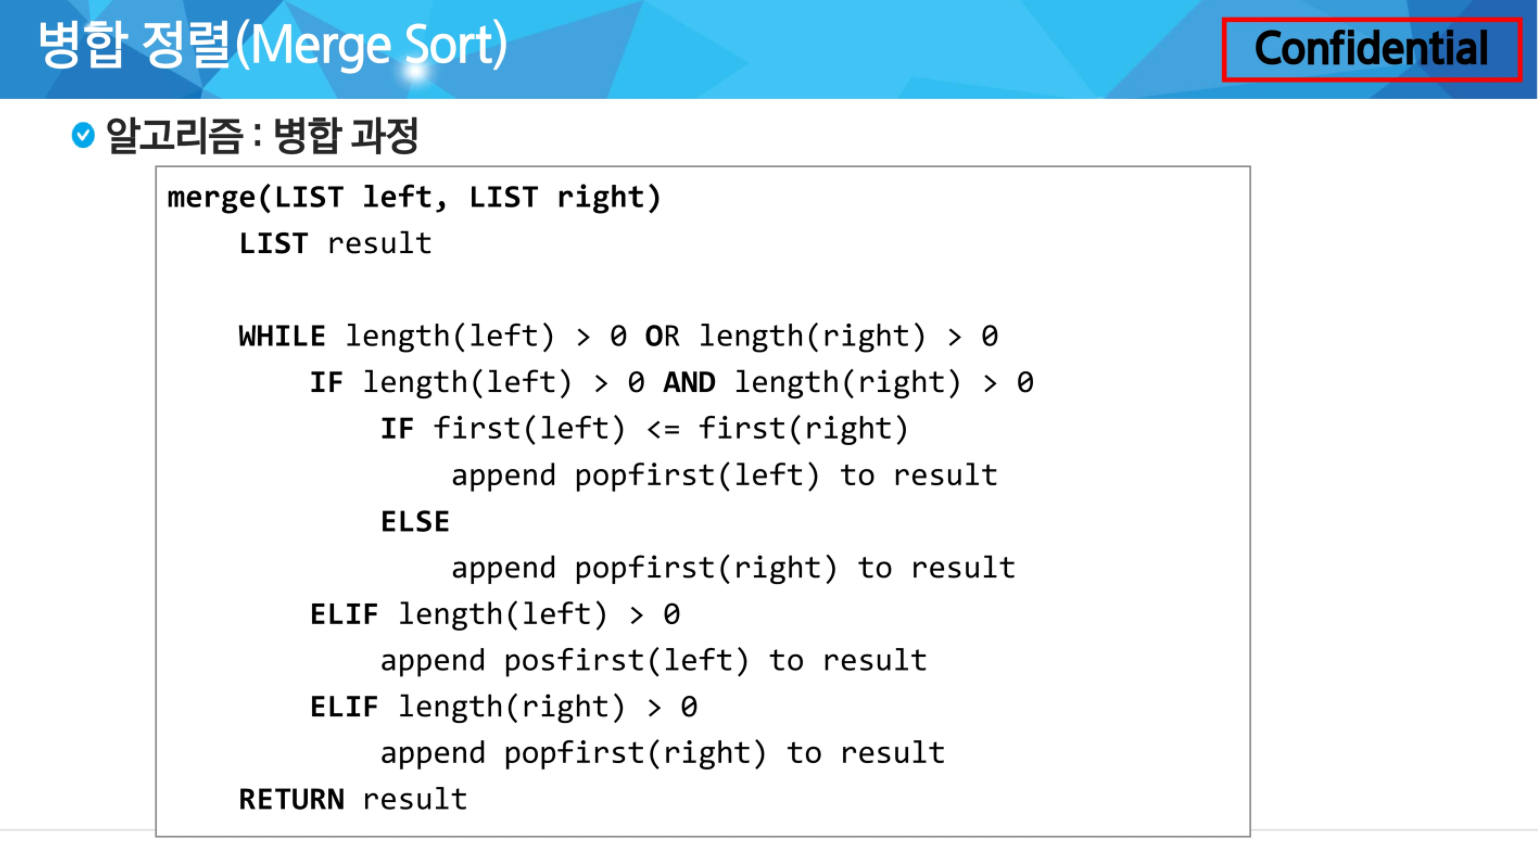 병합 정렬(Merge Sort)
Confidential
알고리즘 : 병합 과정
merge(LIST left, LIST right)
LIST result
WHILE length(left) > 0 OR length(right) > 0
IF length(left) > 0 AND length(right) > 0
IF first(left) <= first(right)
append popfirst(left) to result
ELSE
append popfirst(right) to result
ELIF length(left) > 0
append posfirst(left) to result
ELIF length(right) > 0
append popfirst(right) to result
RETURN result